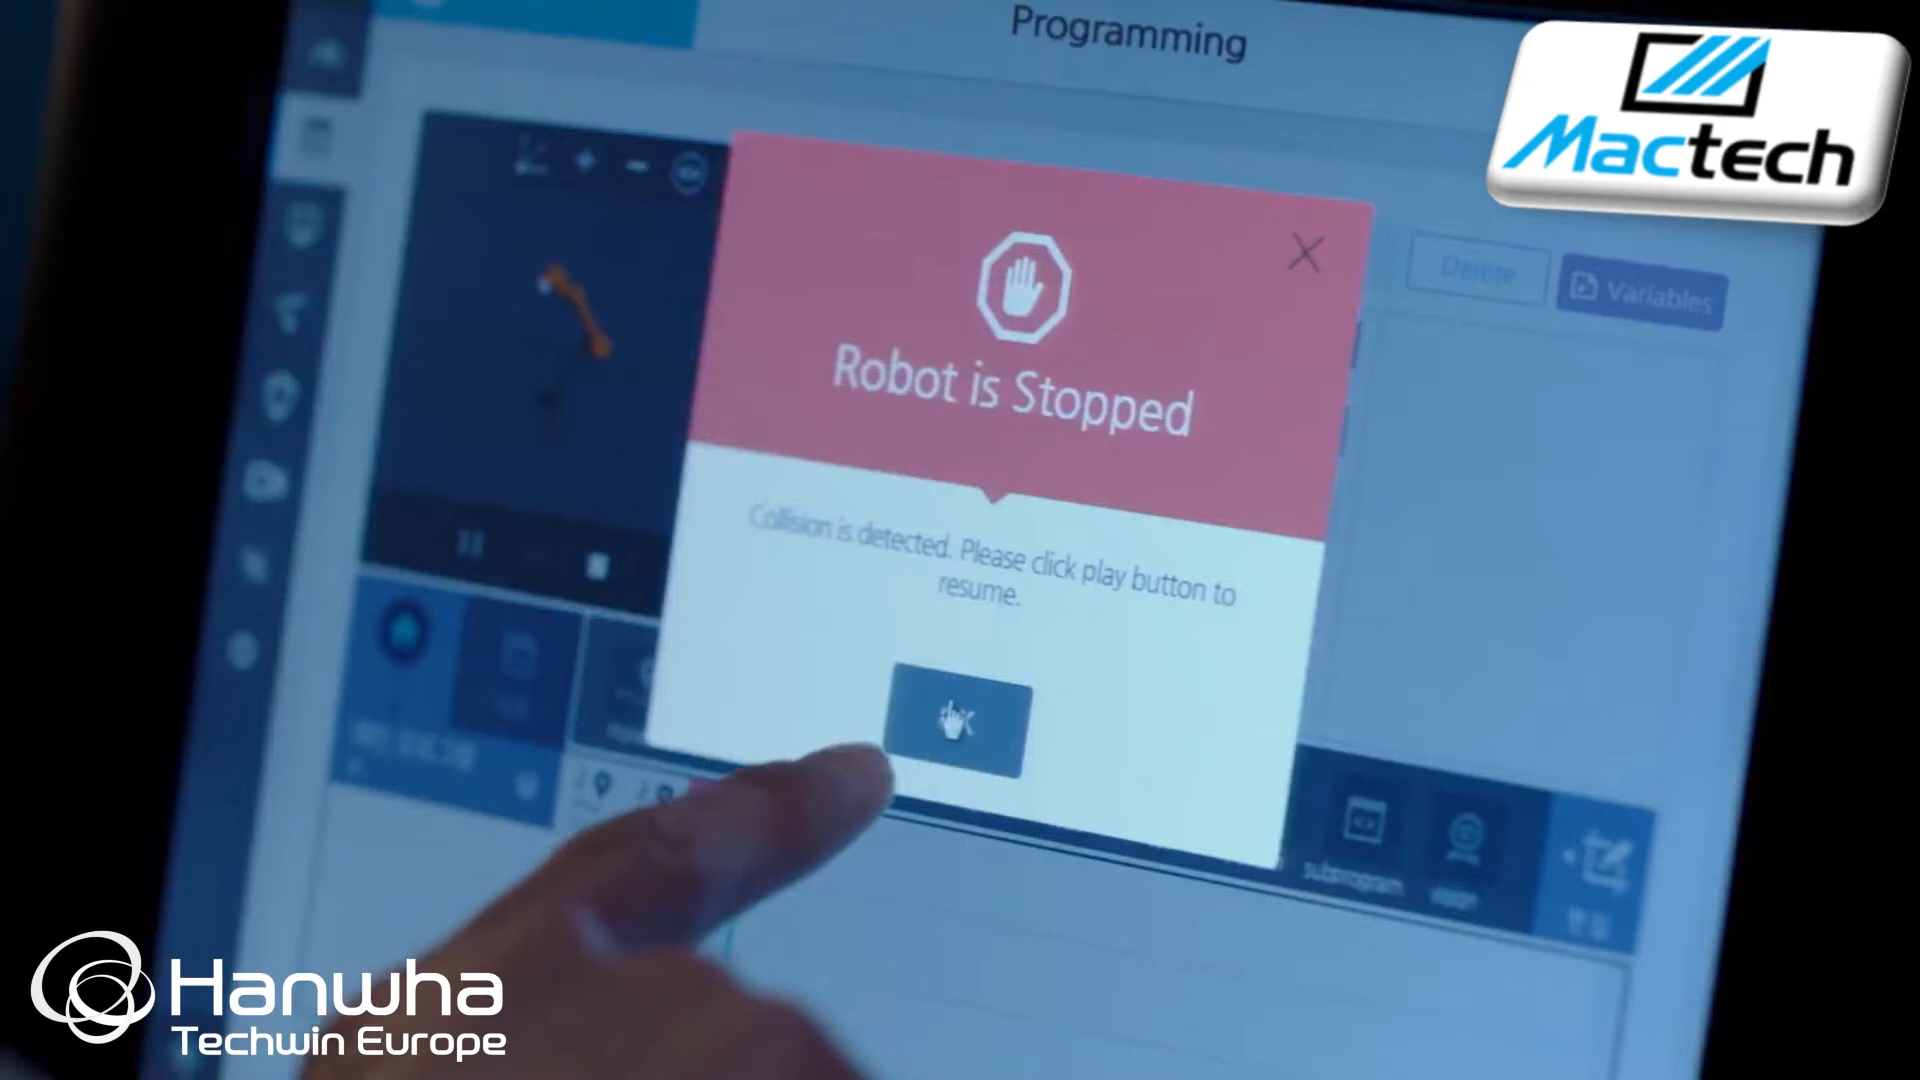 Programming
Mactech
Delete
Variables
Robot is Stopped
Collision is detected. Please click play button to
resume.
subprogram
vision
Hanwha
Techwin Europe